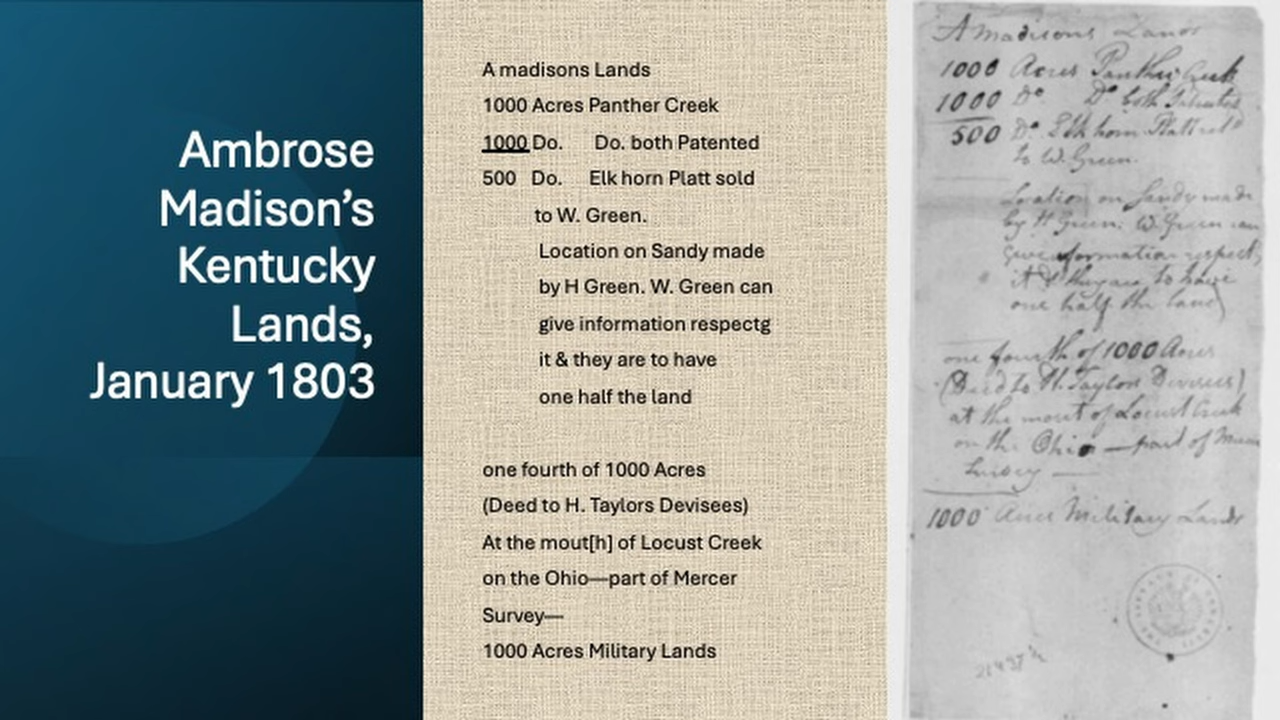 Ambrose
Madison's
Kentucky
Lands,
January 1803
A madisons Lands
1000 Acres Panther Creek
1000 Do. Do. both Patented
500 Do. Elk horn Platt sold
to W. Green.
Location on Sandy made
by H Green. W. Green can
give information respectg
it & they are to have
one half the land
one fourth of 1000 Acres
(Deed to H. Taylors Devisees)
At the mout[h] of Locust Creek
on the Ohio—part of Mercer
Survey—
1000 Acres Military Lands
A Madisons Lands
1000 Acres Panther Creek
1000 Do Do both Patented
500 Do Elk horn Platt sold
to W. Green.
Location on Sandy made
by H Green. W. Green can
give information respectg
it & they are to have
one half the land
one fourth of 1000 Acres
(Deed to H. Taylors Devisees)
at the mout of Locust Creek
on the Ohio—part of Mercer
Survey—
1000 Acres Military Lands